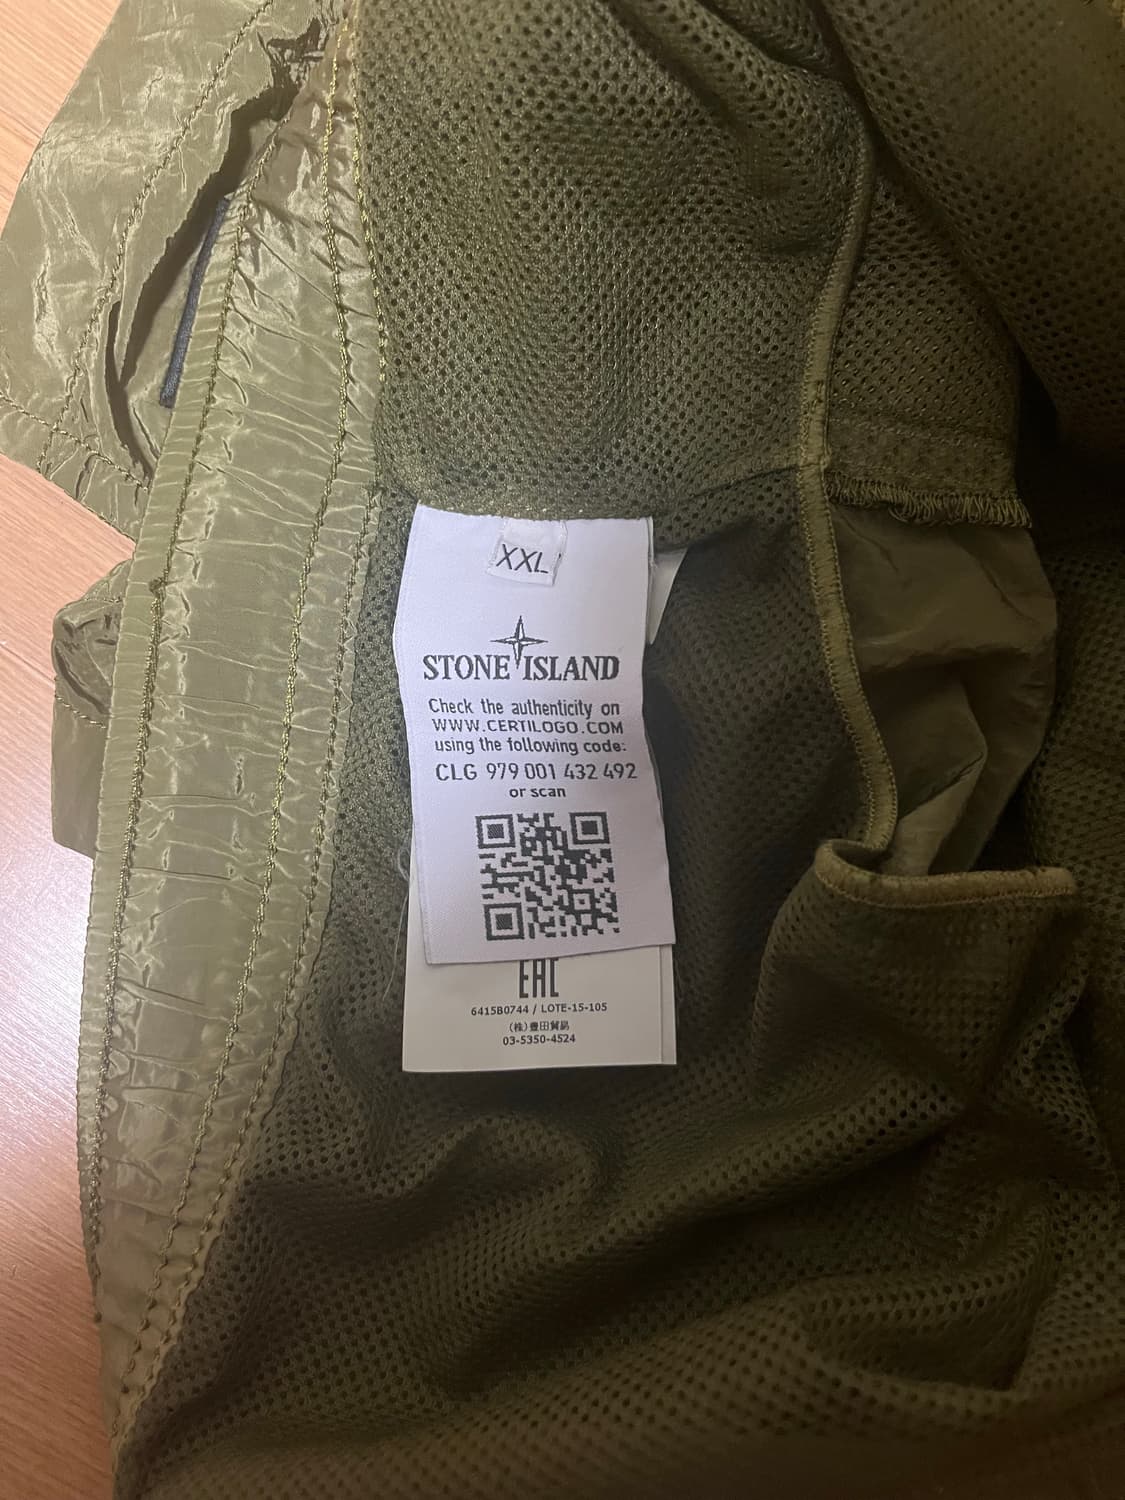 XXL
STONE ISLAND
Check the authenticity on
WWW.CERTILOGO.COM
using the following code:
CLG 979 001 432 492
or scan
EAC
6415B0744 / LOTE-15-105
(株)豊田貿易
03-5350-4524